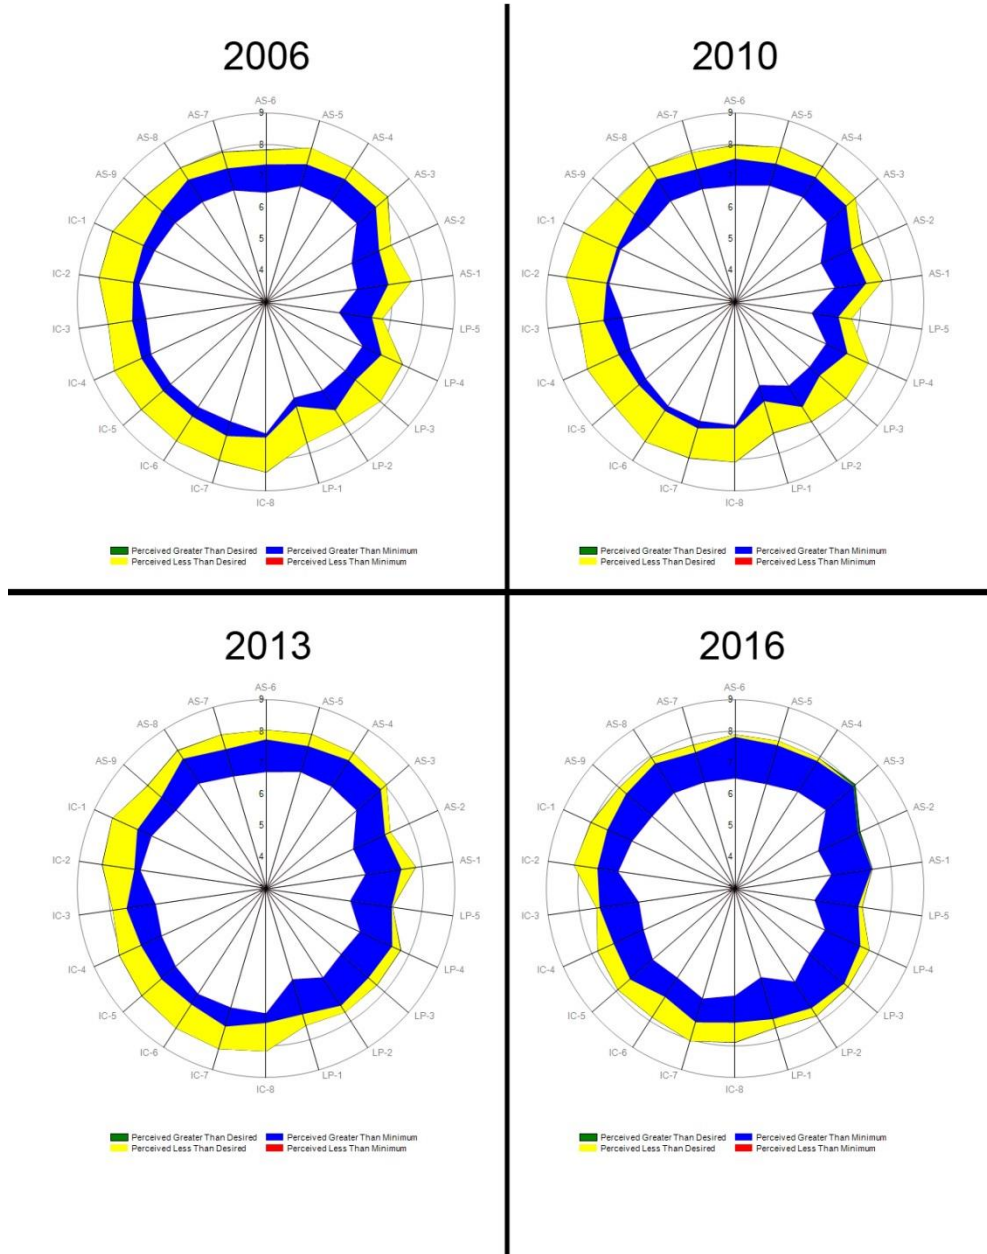 2006
AS-6
AS-7
AS-5
AS-8
AS-4
AS-9
AS-3
IC-1
AS-2
IC-2
AS-1
IC-3
LP-5
IC-4
LP-4
IC-5
LP-3
IC-6
LP-2
IC-7
LP-1
IC-8
9
8
7
6
5
4
Perceived Greater Than Desired
Perceived Greater Than Minimum
Perceived Less Than Desired
Perceived Less Than Minimum
2010
AS-6
AS-7
AS-5
AS-8
AS-4
AS-9
AS-3
IC-1
AS-2
IC-2
AS-1
IC-3
LP-5
IC-4
LP-4
IC-5
LP-3
IC-6
LP-2
IC-7
LP-1
IC-8
9
8
7
6
5
4
Perceived Greater Than Desired
Perceived Greater Than Minimum
Perceived Less Than Desired
Perceived Less Than Minimum
2013
AS-6
AS-7
AS-5
AS-8
AS-4
AS-9
AS-3
IC-1
AS-2
IC-2
AS-1
IC-3
LP-5
IC-4
LP-4
IC-5
LP-3
IC-6
LP-2
IC-7
LP-1
IC-8
9
8
7
6
5
4
Perceived Greater Than Desired
Perceived Greater Than Minimum
Perceived Less Than Desired
Perceived Less Than Minimum
2016
AS-6
AS-7
AS-5
AS-8
AS-4
AS-9
AS-3
IC-1
AS-2
IC-2
AS-1
IC-3
LP-5
IC-4
LP-4
IC-5
LP-3
IC-6
LP-2
IC-7
LP-1
IC-8
9
8
7
6
5
4
Perceived Greater Than Desired
Perceived Greater Than Minimum
Perceived Less Than Desired
Perceived Less Than Minimum